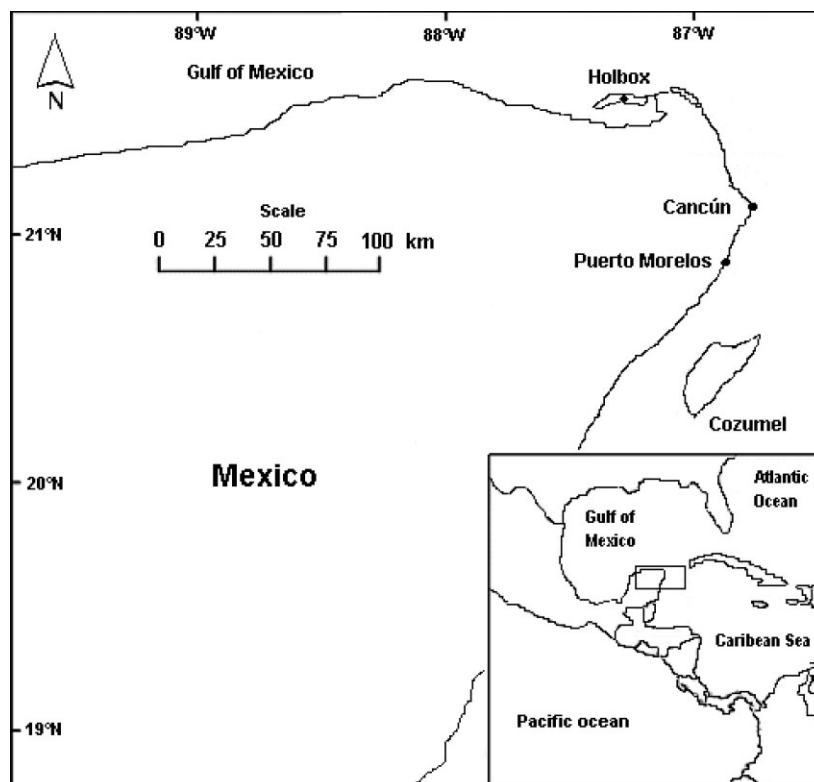 89°W 88°W 87°W
Gulf of Mexico
Holbox
N
Cancún
Scale
0 25 50 75 100 km
21°N
Puerto Morelos
Cozumel
Mexico
20°N
Atlantic
Ocean
Gulf of
Mexico
Caribean Sea
Pacific ocean
19°N